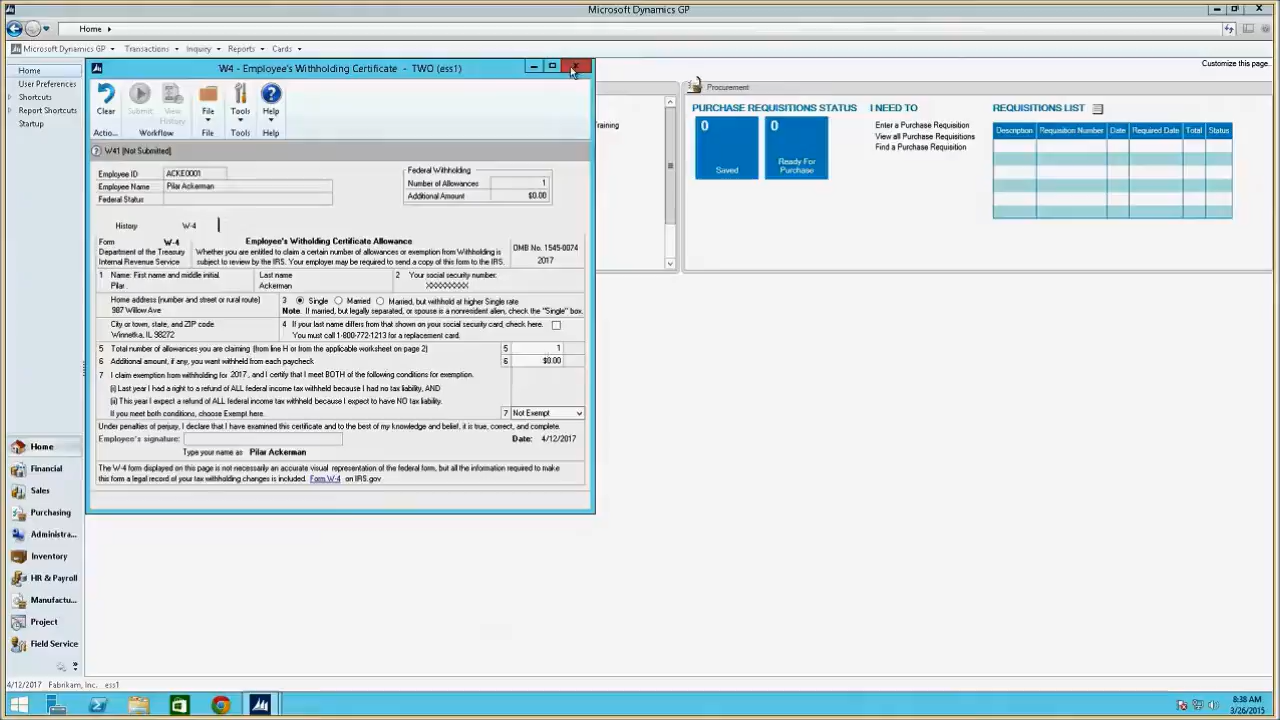 Microsoft Dynamics GP
Home
Microsoft Dynamics GP Transactions Inquiry Reports Cards
Customize this page...
Home
User Preferences
Shortcuts
Report Shortcuts
Startup
W4 - Employee's Withholding Certificate - TWO (ess1)
Clear Submit View History File Tools Help
Actio... Workflow File Tools Help
W41 [Not Submitted]
Employee ID ACKE0001
Employee Name Pilar Ackerman
Federal Status
Federal Withholding
Number of Allowances 1
Additional Amount $0.00
History W-4
Form W-4 Employee's Witholding Certificate Allowance
Department of the Treasury Whether you are entitled to claim a certain number of allowances or exemption from Withholding is
Internal Revenue Service subject to review by the IRS. Your employer may be required to send a copy of this form to the IRS.
OMB No. 1545-0074
2017
1 Name: First name and middle initial Last name 2 Your social security number:
Pilar . Ackerman XXXXXXXXX
Home address (number and street or rural route) 3 Single Married Married, but withhold at higher Single rate
987 Willow Ave Note. If married, but legally separated, or spouse is a nonresident alien, check the "Single" box.
City or town, state, and ZIP code 4 If your last name differs from that shown on your social security card, check here.
Winnetka, IL 98272 You must call 1-800-772-1213 for a replacement card.
5 Total number of allowances you are claiming (from line H or from the applicable worksheet on page 2) 5 1
6 Additional amount, if any, you want withheld from each paycheck 6 $0.00
7 I claim exemption from withholding for 2017, and I certify that I meet BOTH of the following conditions for exemption.
(i) Last year I had a right to a refund of ALL federal income tax withheld because I had no tax liability, AND
(ii) This year I expect a refund of ALL federal income tax withheld because I expect to have NO tax liability.
If you meet both conditions, choose Exempt here. 7 Not Exempt
Under penalties of perjury, I declare that I have examined this certificate and to the best of my knowledge and belief, it is true, correct, and complete.
Employee's signature: Date: 4/12/2017
Type your name as Pilar Ackerman
The W-4 form displayed on this page is not necessarily an accurate visual representation of the federal form, but all the information required to make
this form a legal record of your tax withholding changes is included. Form W-4 on IRS.gov
raining
Procurement
PURCHASE REQUISITIONS STATUS
0 Saved
0 Ready For Purchase
I NEED TO
Enter a Purchase Requisition
View all Purchase Requisitions
Find a Purchase Requisition
REQUISITIONS LIST
Description Requisition Number Date Required Date Total Status
Home
Financial
Sales
Purchasing
Administra...
Inventory
HR & Payroll
Manufactu...
Project
Field Service
4/12/2017 Fabrikam, Inc. ess1
8:38 AM
3/26/2015